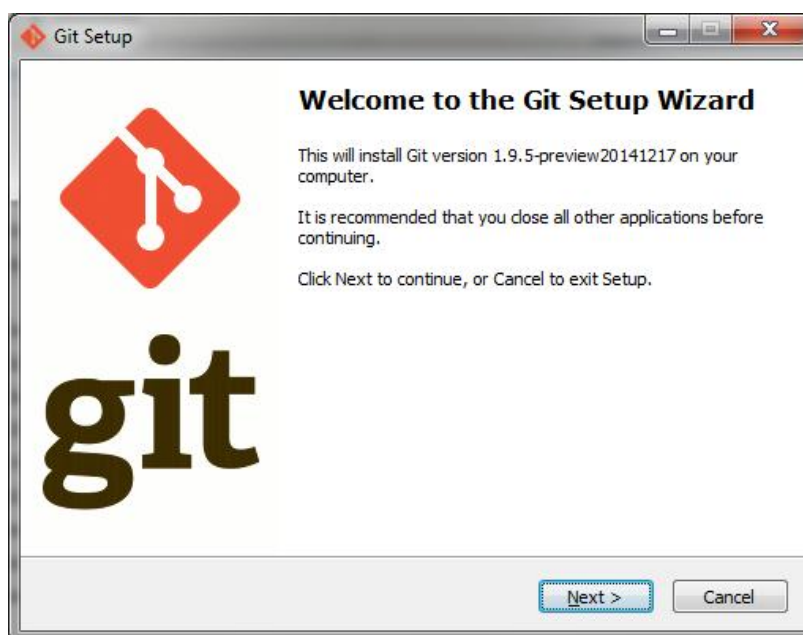 Git Setup
Welcome to the Git Setup Wizard
This will install Git version 1.9.5-preview20141217 on your
computer.
It is recommended that you close all other applications before
continuing.
Click Next to continue, or Cancel to exit Setup.
git
Next >
Cancel